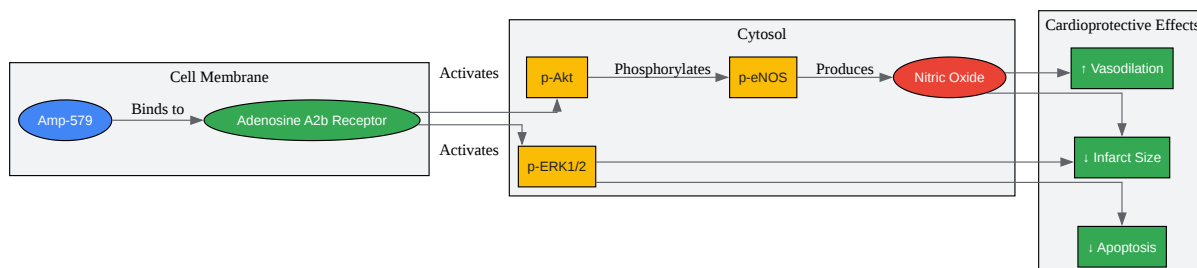 Cell Membrane
Amp-579
Binds to
Adenosine A2b Receptor
Activates
Activates
Cytosol
p-Akt
Phosphorylates
p-eNOS
Produces
Nitric Oxide
p-ERK1/2
Cardioprotective Effects
↑ Vasodilation
↓ Infarct Size
↓ Apoptosis